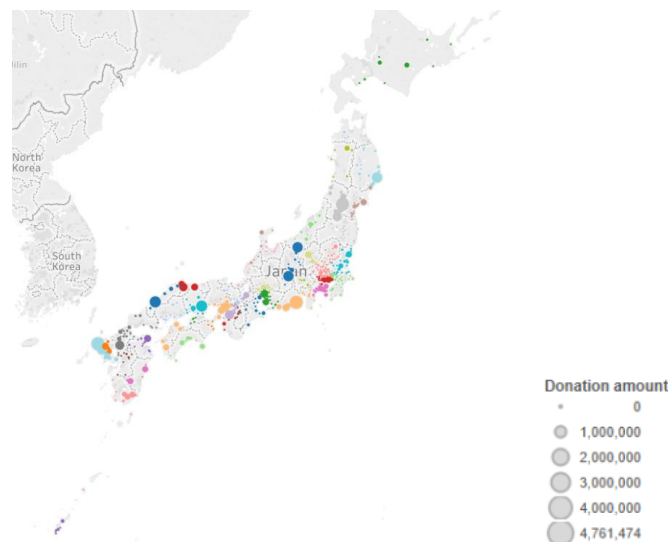 ilin
North
Korea
South
Korea
Japan
Donation amount
0
1,000,000
2,000,000
3,000,000
4,000,000
4,761,474